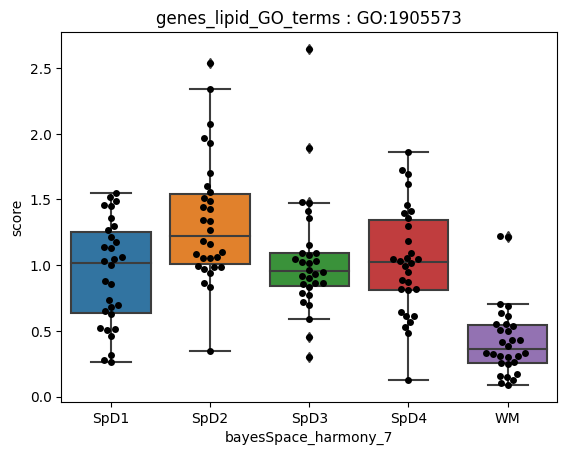 genes_lipid_GO_terms : GO:1905573
2.5
2.0
1.5
1.0
0.5
0.0
score
SpD1 SpD2 SpD3 SpD4 WM
bayesSpace_harmony_7